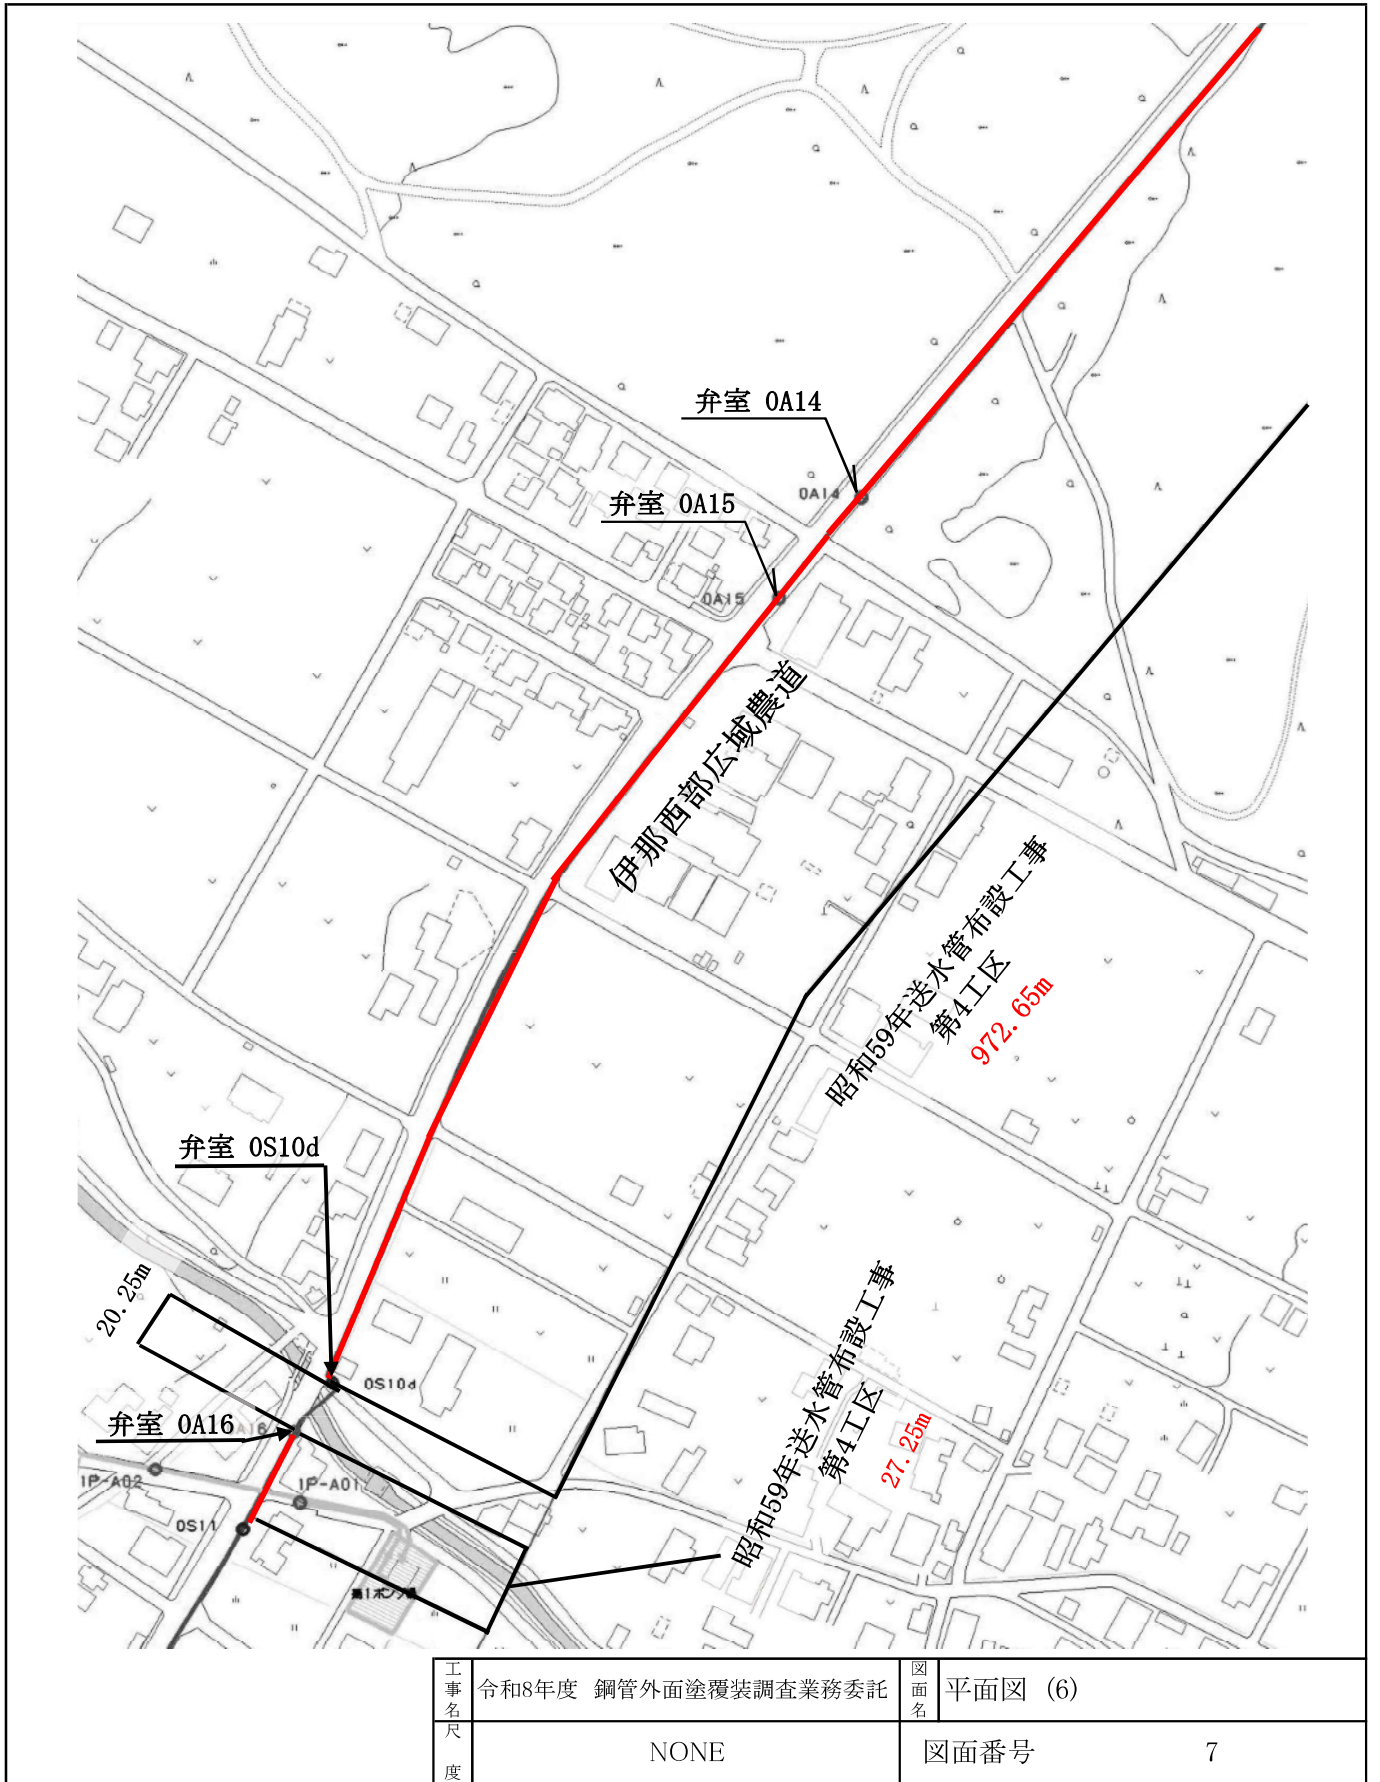 弁室 0A14
0A14
弁室 0A15
0A15
伊那西部広域農道
昭和59年送水管布設工事
第4工区
972.65m
弁室 0S10d
20.25m
0S10d
弁室 0A16
1P-A02
1P-A01
0S11
昭和59年送水管布設工事
第4工区
27.25m
工事名
令和8年度 鋼管外面塗覆装調査業務委託
図面名
平面図 (6)
尺度
NONE
図面番号
7